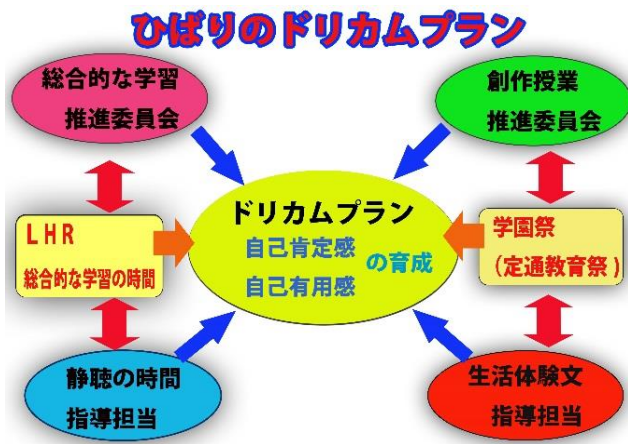 ひばりのドリカムプラン
総合的な学習
推進委員会
創作授業
推進委員会
ドリカムプラン
自己肯定感
自己有用感
の育成
LHR
総合的な学習の時間
学園祭
(定通教育祭)
静聴の時間
指導担当
生活体験文
指導担当